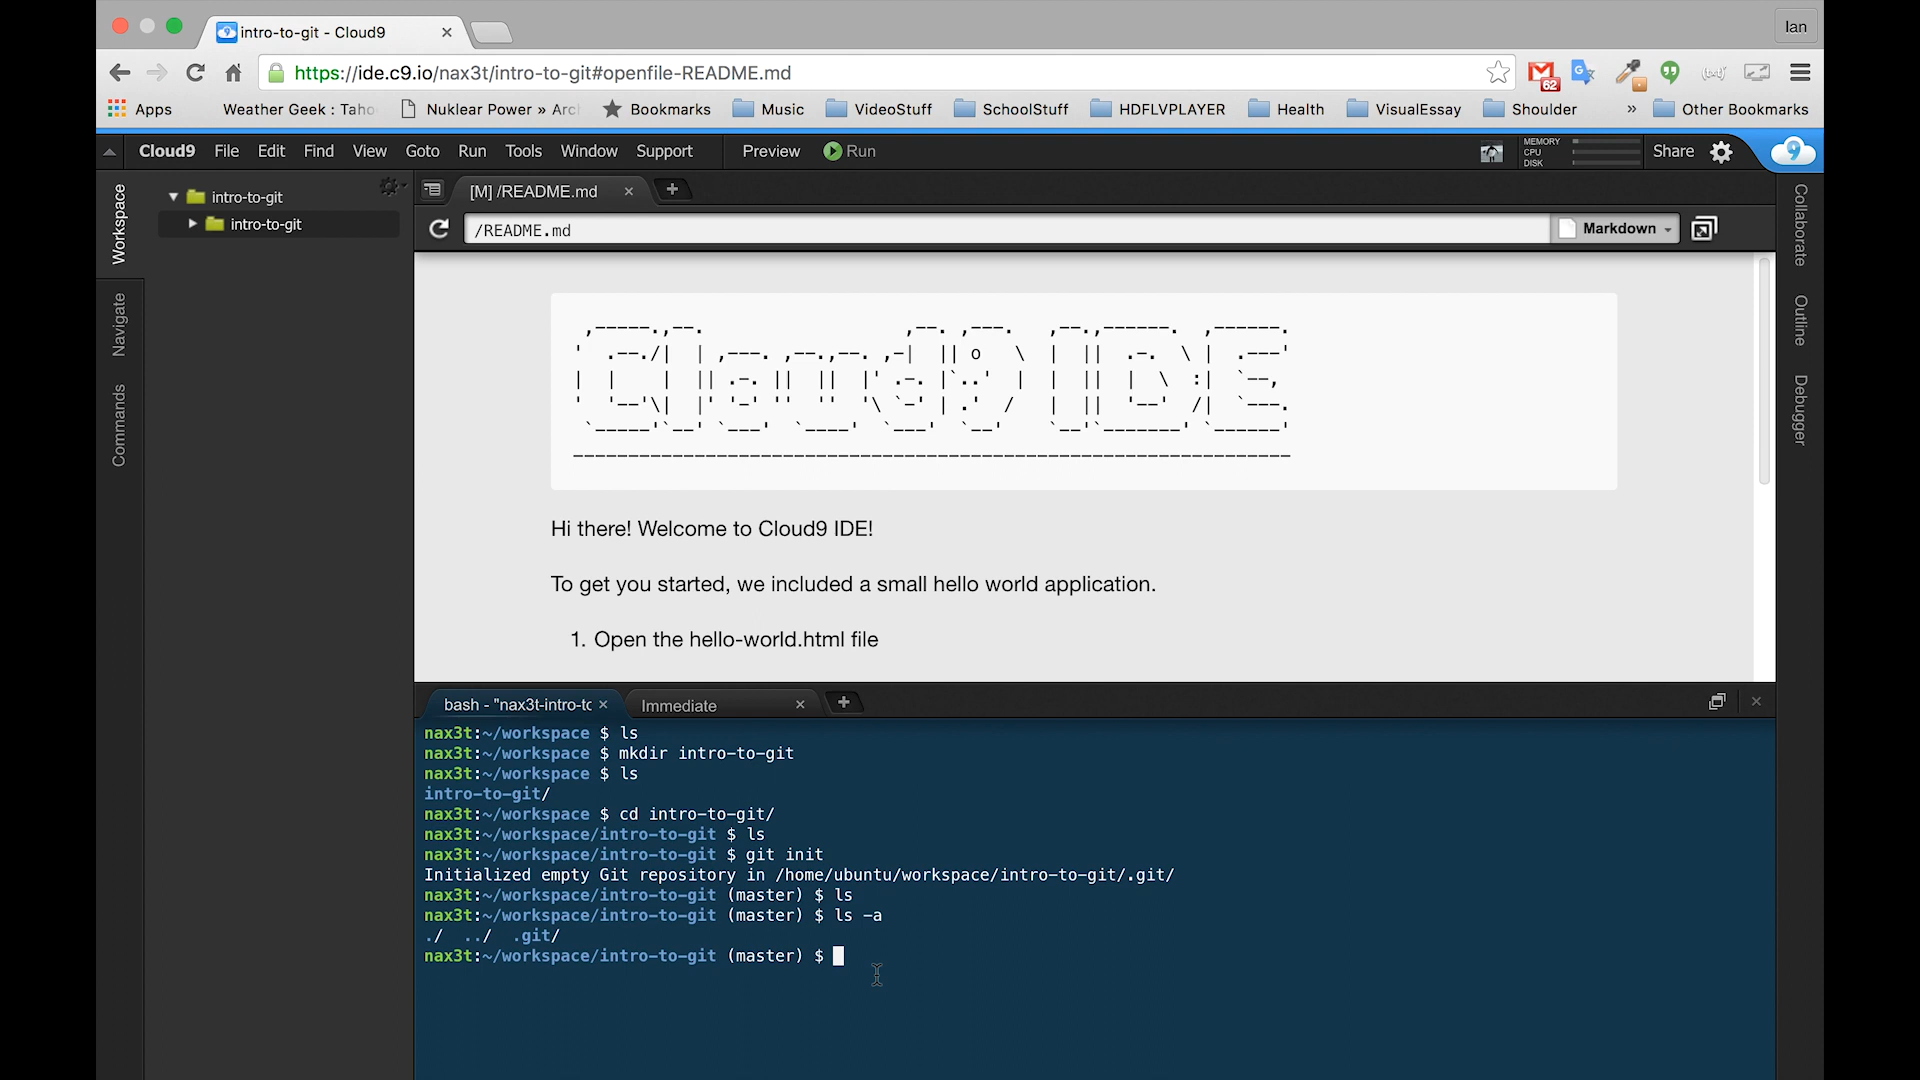 intro-to-git - Cloud9
Ian
https://ide.c9.io/nax3t/intro-to-git#openfile-README.md
62
Apps Weather Geek : Taho Nuklear Power » Arc Bookmarks Music VideoStuff SchoolStuff HDFLVPLAYER Health VisualEssay Shoulder » Other Bookmarks
Cloud9 File Edit Find View Goto Run Tools Window Support Preview Run
MEMORY
CPU
DISK
Share
9
Workspace
Navigate
Commands
intro-to-git
intro-to-git
[M] /README.md
/README.md
Markdown
Cloud9 IDE
Hi there! Welcome to Cloud9 IDE!
To get you started, we included a small hello world application.
1. Open the hello-world.html file
Collaborate
Outline
Debugger
bash - "nax3t-intro-to
Immediate
nax3t:~/workspace $ ls
nax3t:~/workspace $ mkdir intro-to-git
nax3t:~/workspace $ ls
intro-to-git/
nax3t:~/workspace $ cd intro-to-git/
nax3t:~/workspace/intro-to-git $ ls
nax3t:~/workspace/intro-to-git $ git init
Initialized empty Git repository in /home/ubuntu/workspace/intro-to-git/.git/
nax3t:~/workspace/intro-to-git (master) $ ls
nax3t:~/workspace/intro-to-git (master) $ ls -a
./ ../ .git/
nax3t:~/workspace/intro-to-git (master) $